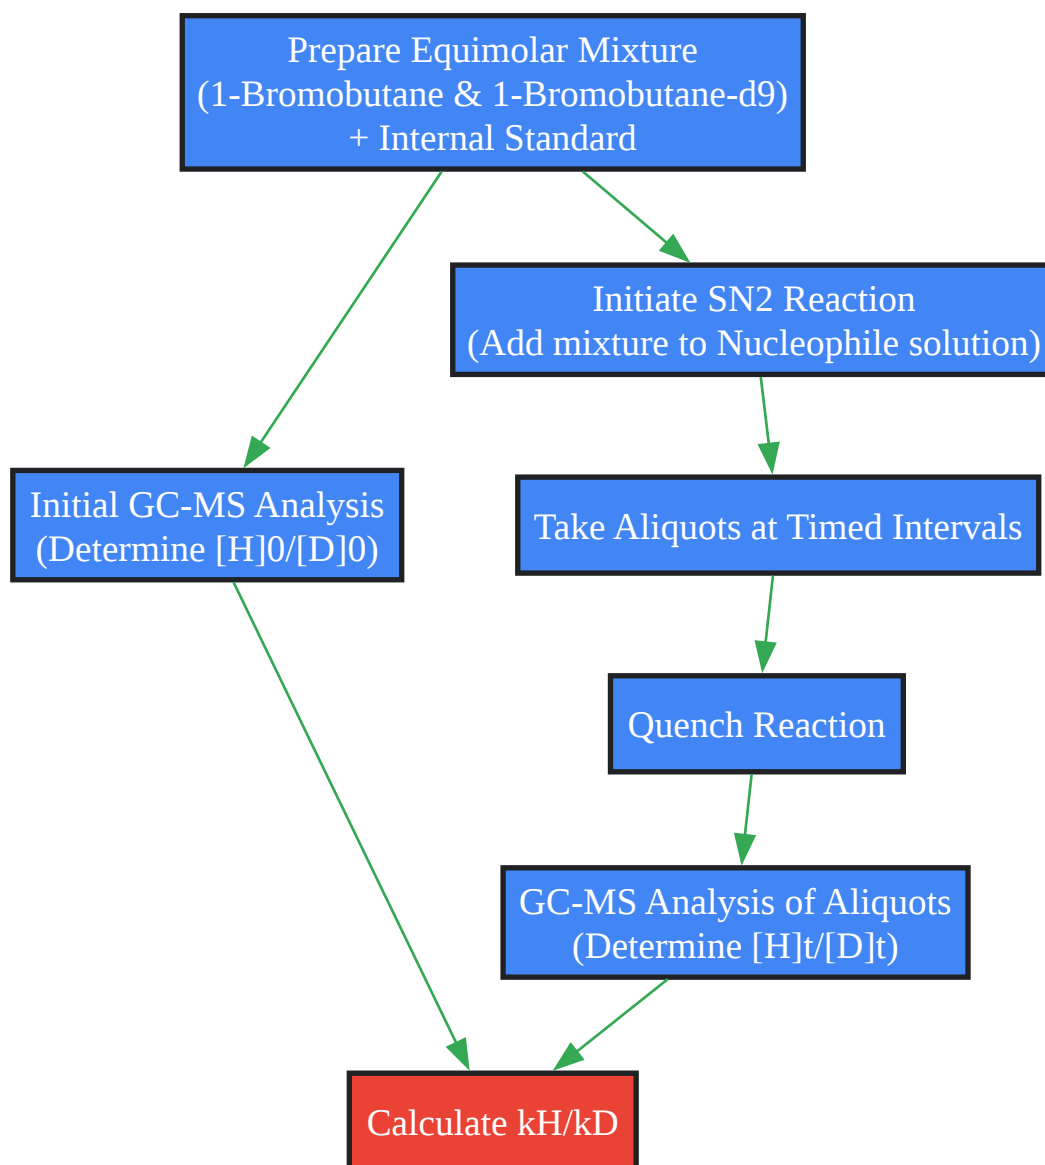 Prepare Equimolar Mixture
(1-Bromobutane & 1-Bromobutane-d9)
+ Internal Standard
Initiate SN2 Reaction
(Add mixture to Nucleophile solution)
Initial GC-MS Analysis
(Determine [H]0/[D]0)
Take Aliquots at Timed Intervals
Quench Reaction
GC-MS Analysis of Aliquots
(Determine [H]t/[D]t)
Calculate kH/kD